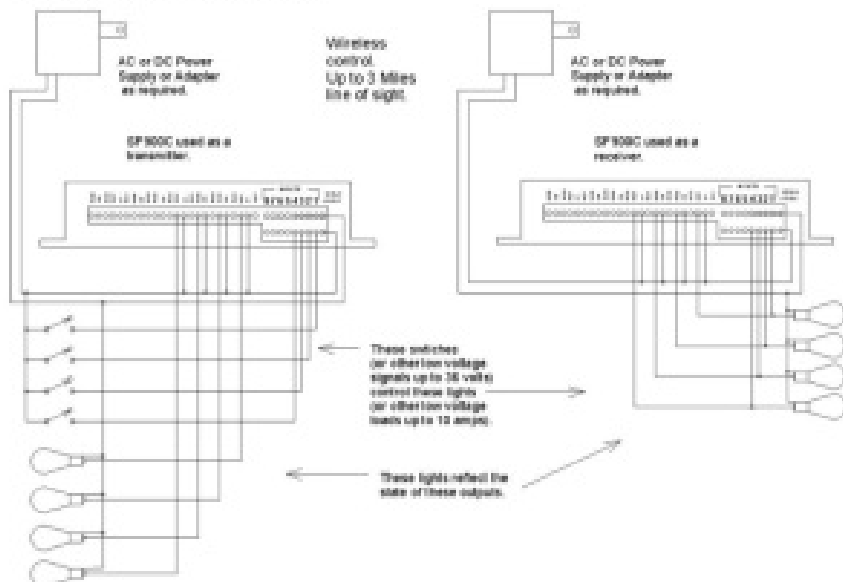 AC or DC Power
Supply or Adapter
as required.
Wireless
control.
Up to 3 Miles
line of sight.
AC or DC Power
Supply or Adapter
as required.
used as a
transmitter.
used as a
receiver.
These switches
(or other low voltage
signals up to 36 volts)
control these lights
(or other low voltage
loads up to 10 amps).
These lights reflect the
state of these outputs.